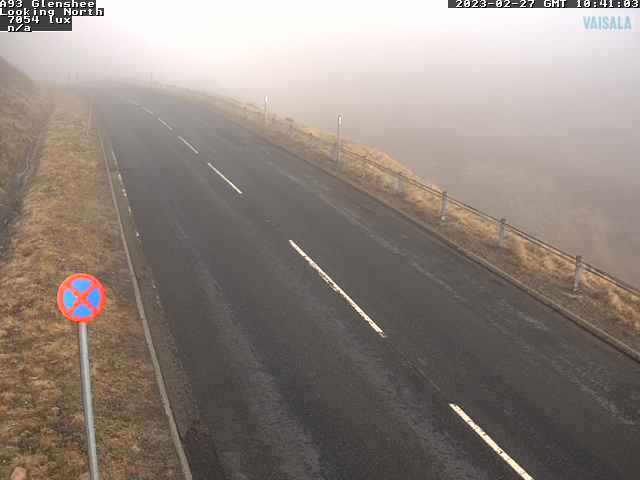 A93 Glenshee
Looking North
7054 lux
n/a
2023-02-27 GMT 10:41:03
VAISALA